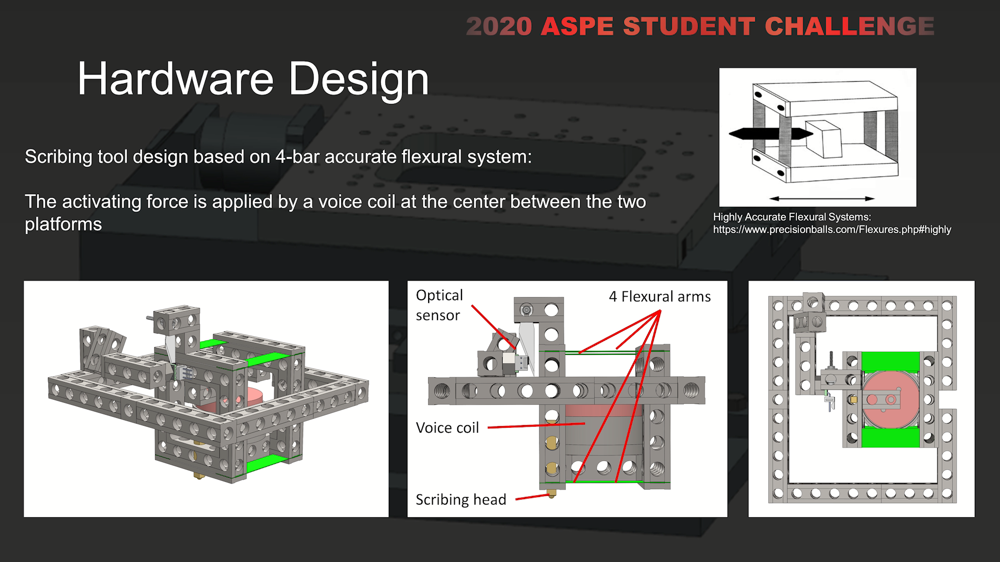 2020 ASPE STUDENT CHALLENGE
Hardware Design
Scribing tool design based on 4-bar accurate flexural system:
The activating force is applied by a voice coil at the center between the two
platforms
Highly Accurate Flexural Systems:
https://www.precisionballs.com/Flexures.php#highly
Optical
sensor
4 Flexural arms
Voice coil
Scribing head